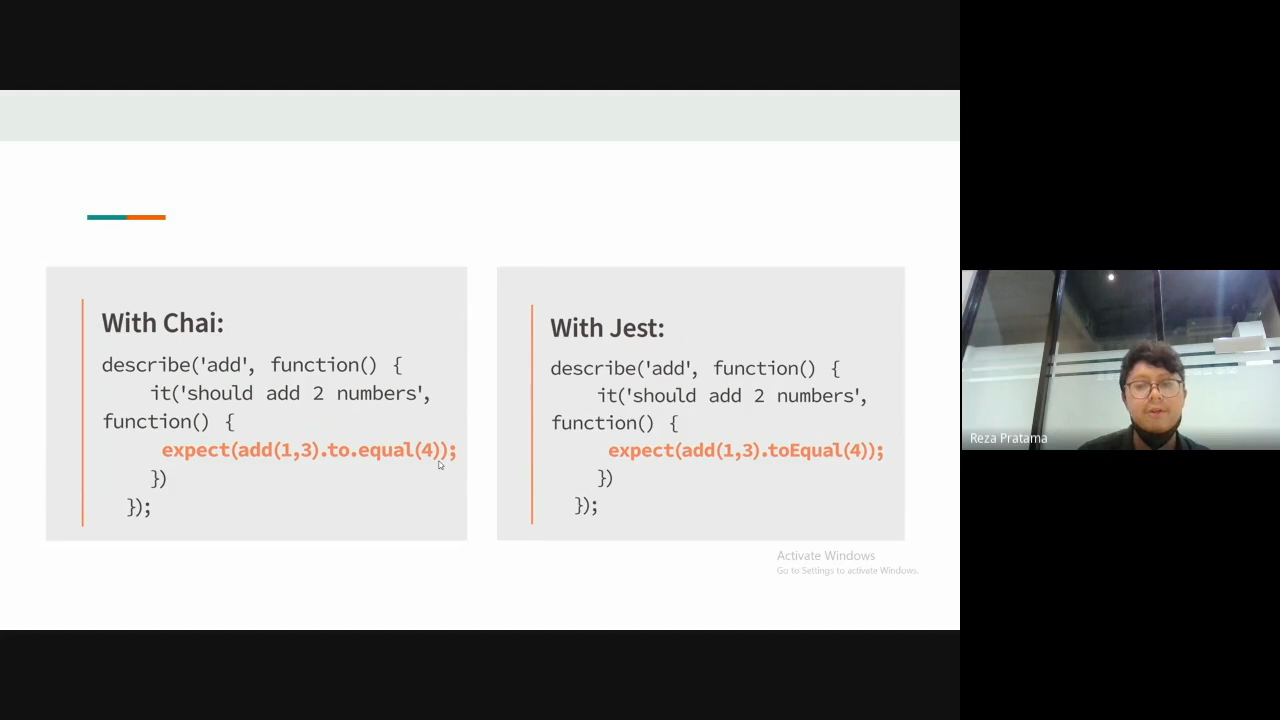 With Chai:
describe('add', function() {
it('should add 2 numbers',
function() {
expect(add(1,3).to.equal(4));
})
});
With Jest:
describe('add', function() {
it('should add 2 numbers',
function() {
expect(add(1,3).toEqual(4));
})
});
Activate Windows
Go to Settings to activate Windows.
Reza Pratama